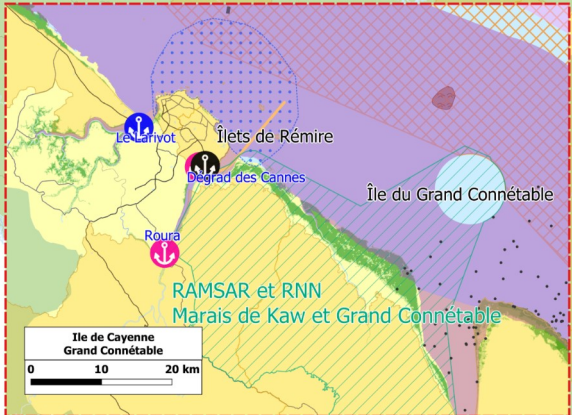 Le Larivot
Îlets de Rémire
Dégrad des Cannes
Île du Grand Connétable
Roura
RAMSAR et RNN
Marais de Kaw et Grand Connétable
Ile de Cayenne
Grand Connétable
0 10 20 km